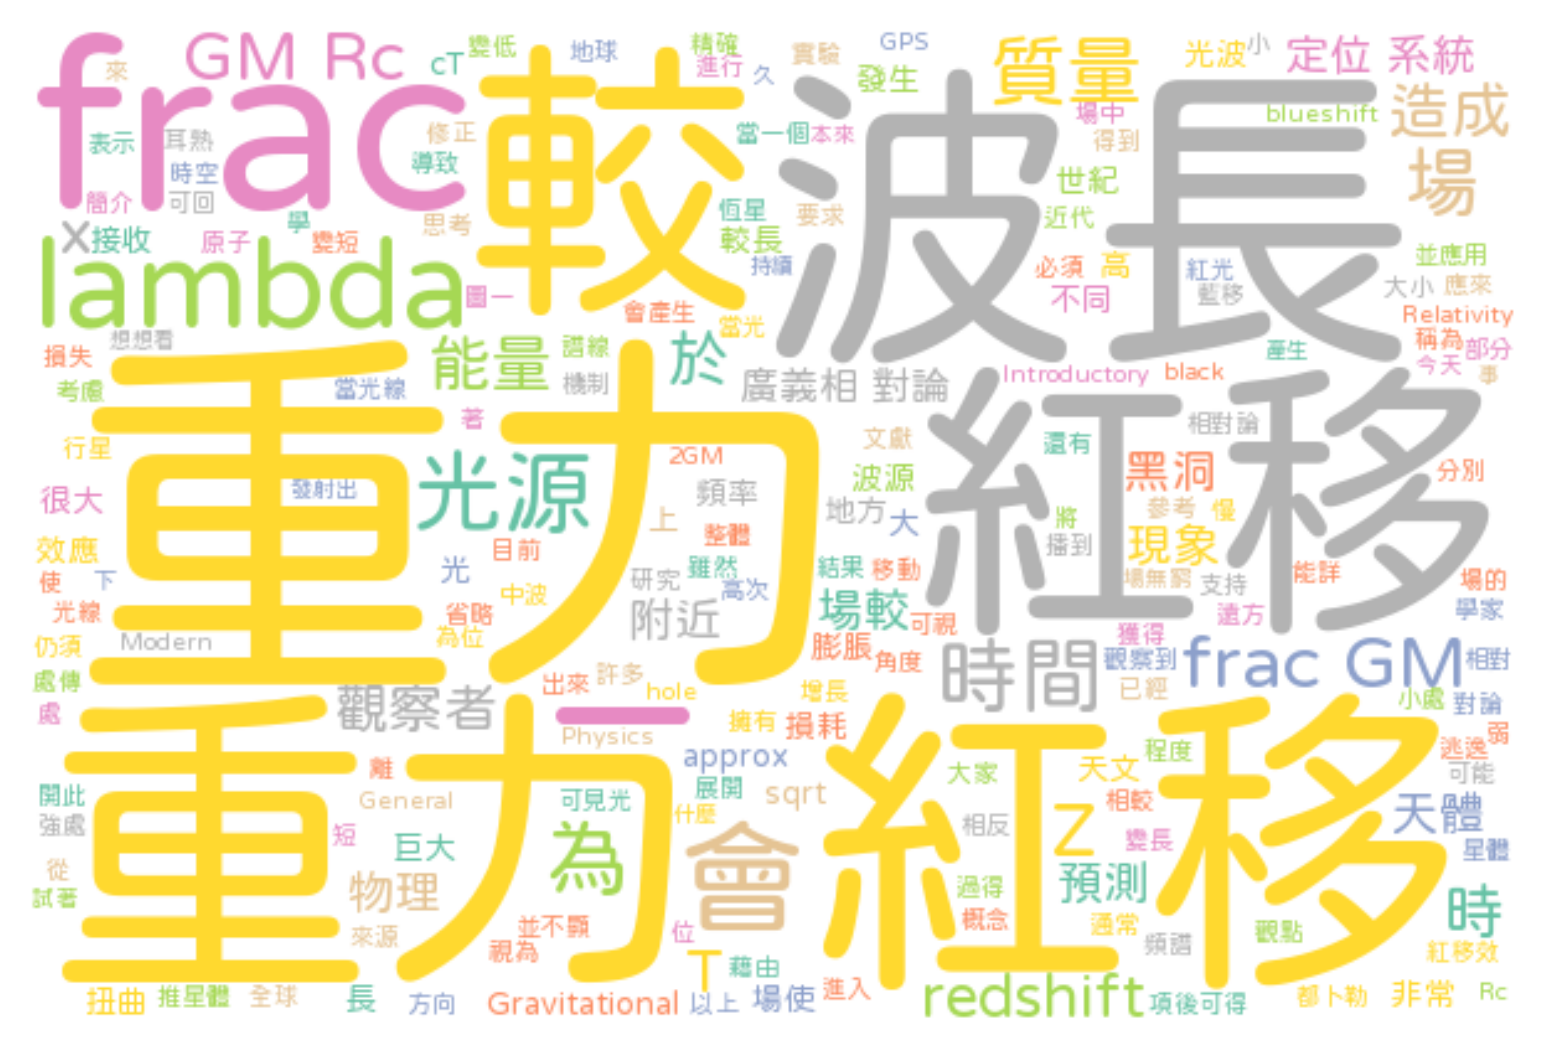 frac
GM Rc
cT
變低
地球
精確
進行
久
實驗
GPS
發生
質量
光波
小
定位 系統
來
較
波長
造成
場
表示
耳熟
修正
導致
當一個
本來
場中
得到
blueshift
時空
簡介
可回
學
思考
恆星
要求
世紀
近代
x
接收
原子
變短
較長
持續
並應用
lambda
圖一
會產生
當光
必須
高
不同
紅光
藍移
大小
應來
Relativity
稱為
部分
今天
事
產生
想想看
損失
考慮
當光線
能量
譜線
機制
於
廣義相 對論
Introductory
black
重力
著
行星
很大
發射出
光源
2GM
頻率
上
整體
文獻
波源
地方
大
紅移
還有
相對論
黑洞
分別
參考
慢
將
播到
現象
場無窮
支持
能詳
場的
學家
效應
使
下
光線
光
目前
中波
省略
為位
研究
雖然
高次
附近
結果
移動
場較
可視
遠方
獲得
Modern
仍須
處傳
處
膨脹
角度
時間
觀察到
已經
frac GM
相對
小處
對論
弱
逃逸
可能
觀察者
出來
許多
hole
增長
擁有
損耗
Physics
approx
展開
sqrt
什麼
重力
紅移
離
General
開此
強處
從
試著
短
巨大
物理
來源
可見光
為
會
大家
天文
程度
相較
相反
z
變長
天體
星體
過得
概念
預測
通常
頻譜
觀點
時
紅移效
並不顯
視為
位
T
藉由
扭曲
推星體
全球
長
方向
Gravitational
以上
場使
進入
redshift
項後可得
都卜勒
非常
Rc